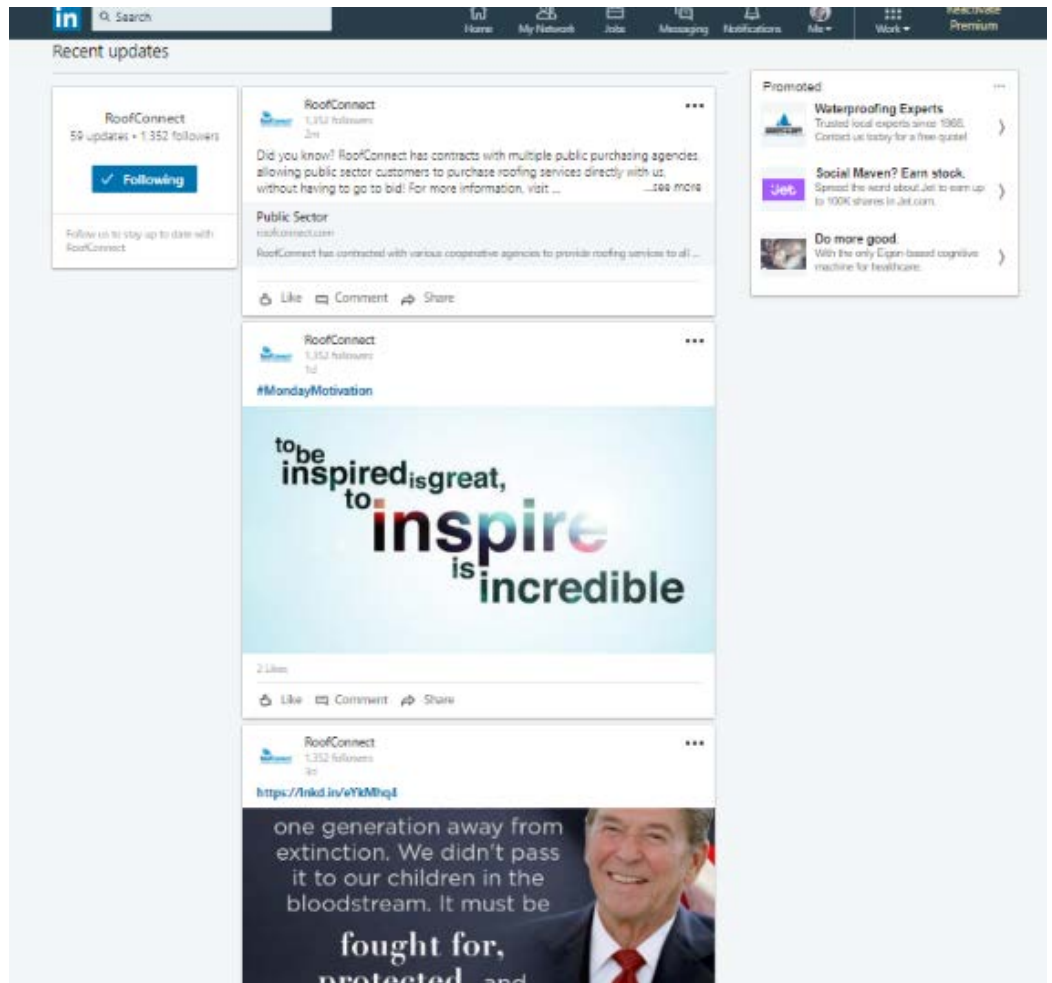 in
Search
Home
My Network
Jobs
Messaging
Notifications
Me
Work
Reactivate
Premium
Recent updates
RoofConnect
59 updates • 1,352 followers
✓ Following
Follow us to stay up to date with
RoofConnect
RoofConnect
1,352 followers
2m
Did you know? RoofConnect has contracts with multiple public purchasing agencies,
allowing public sector customers to purchase roofing services directly with us,
without having to go to bid! For more information, visit ...
...see more
Public Sector
roofconnect.com
RoofConnect has contracted with various cooperative agencies to provide roofing services to all ...
Like Comment Share
RoofConnect
1,352 followers
1d
#MondayMotivation
to be
inspired is great,
to
inspire
is
incredible
2 Likes
Like Comment Share
RoofConnect
1,352 followers
https://lnkd.in/eYkMhq4
one generation away from
extinction. We didn't pass
it to our children in the
bloodstream. It must be
fought for,
protected, and
Promoted
Waterproofing Experts
Trusted local experts since 1968.
Contact us today for a free quote!
Jet
Social Maven? Earn stock.
Spread the word about Jet to earn up
to 100K shares in Jet.com.
Do more good.
With the only Eigen-based cognitive
machine for healthcare.